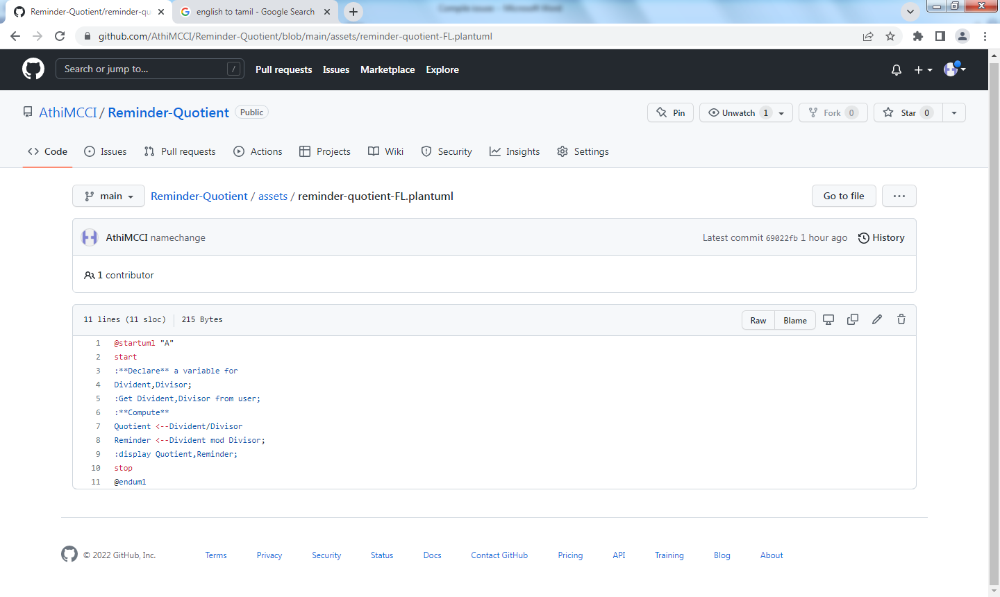 Reminder-Quotient/reminder-qu
english to tamil - Google Search
Compile issues - Microsoft Word
github.com/AthiMCCI/Reminder-Quotient/blob/main/assets/reminder-quotient-FL.plantuml
Search or jump to... /
Pull requests Issues Marketplace Explore
AthiMCCI / Reminder-Quotient Public
Pin Unwatch 1 Fork 0 Star 0
Code Issues Pull requests Actions Projects Wiki Security Insights Settings
main Reminder-Quotient / assets / reminder-quotient-FL.plantuml Go to file ...
AthiMCCI namechange Latest commit 69022fb 1 hour ago History
1 contributor
11 lines (11 sloc) 215 Bytes Raw Blame
1 @startuml "A"
2 start
3 :**Declare** a variable for
4 Divident,Divisor;
5 :Get Divident,Divisor from user;
6 :**Compute**
7 Quotient <--Divident/Divisor
8 Reminder <--Divident mod Divisor;
9 :display Quotient,Reminder;
10 stop
11 @enduml
© 2022 GitHub, Inc. Terms Privacy Security Status Docs Contact GitHub Pricing API Training Blog About